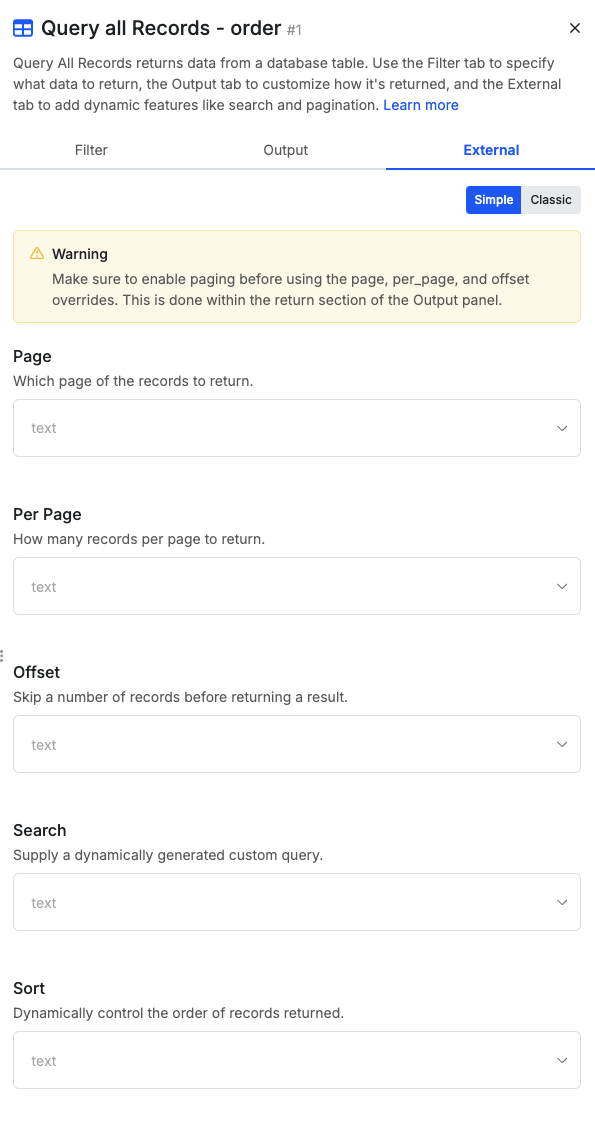 Query all Records - order #1
Query All Records returns data from a database table. Use the Filter tab to specify
what data to return, the Output tab to customize how it's returned, and the External
tab to add dynamic features like search and pagination. Learn more
Filter
Output
External
Simple
Classic
Warning
Make sure to enable paging before using the page, per_page, and offset
overrides. This is done within the return section of the Output panel.
Page
Which page of the records to return.
text
Per Page
How many records per page to return.
text
Offset
Skip a number of records before returning a result.
text
Search
Supply a dynamically generated custom query.
text
Sort
Dynamically control the order of records returned.
text